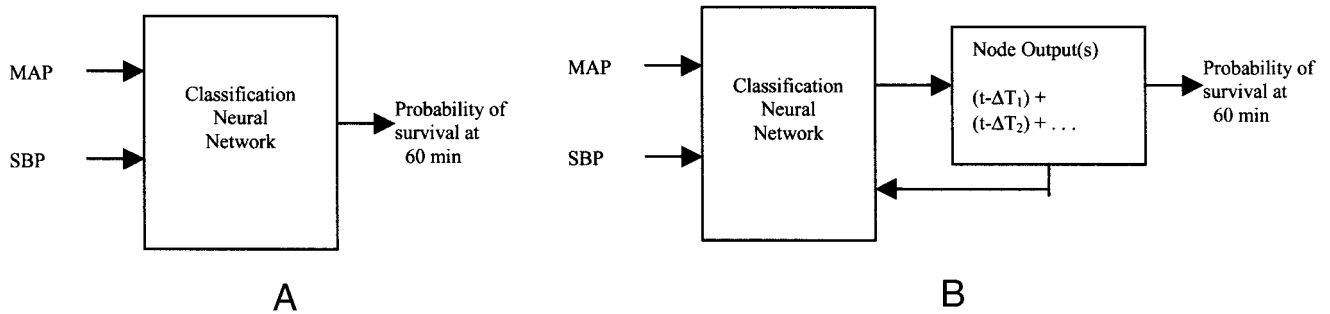 MAP
SBP
Classification
Neural
Network
Probability of
survival at
60 min
A
MAP
SBP
Classification
Neural
Network
Node Output(s)
(t-ΔT₁) +
(t-ΔT₂) + . . .
Probability of
survival at
60 min
B